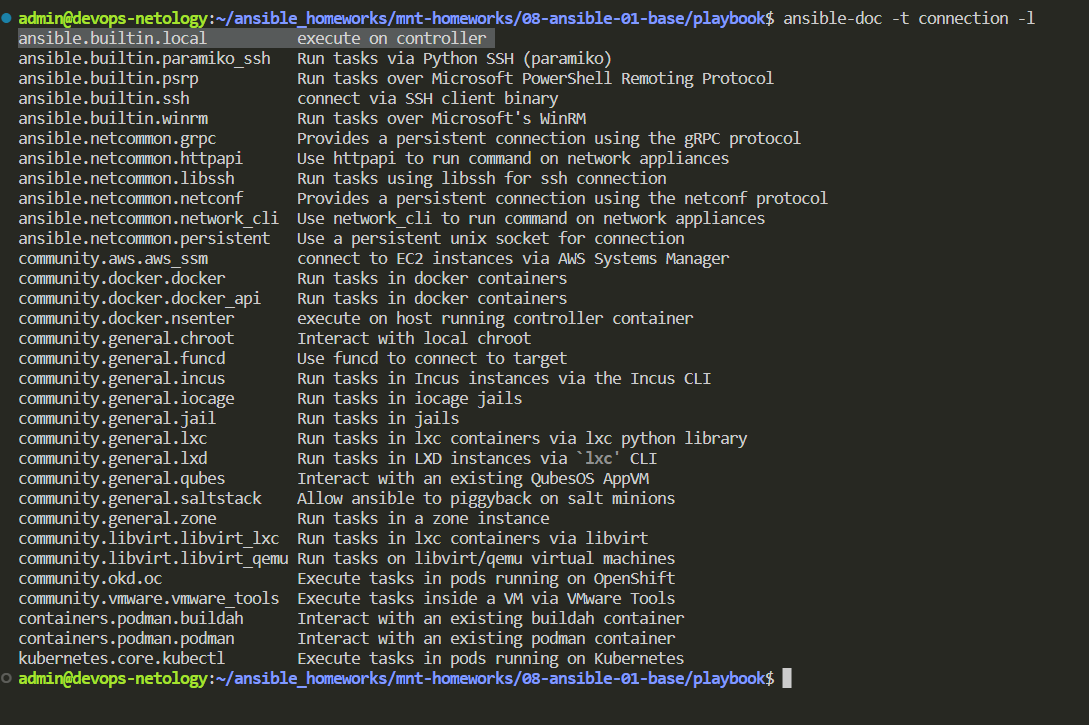 admin@devops-netology:~/ansible_homeworks/mnt-homeworks/08-ansible-01-base/playbook$ ansible-doc -t connection -l
ansible.builtin.local execute on controller
ansible.builtin.paramiko_ssh Run tasks via Python SSH (paramiko)
ansible.builtin.psrp Run tasks over Microsoft PowerShell Remoting Protocol
ansible.builtin.ssh connect via SSH client binary
ansible.builtin.winrm Run tasks over Microsoft's WinRM
ansible.netcommon.grpc Provides a persistent connection using the gRPC protocol
ansible.netcommon.httpapi Use httpapi to run command on network appliances
ansible.netcommon.libssh Run tasks using libssh for ssh connection
ansible.netcommon.netconf Provides a persistent connection using the netconf protocol
ansible.netcommon.network_cli Use network_cli to run command on network appliances
ansible.netcommon.persistent Use a persistent unix socket for connection
community.aws.aws_ssm connect to EC2 instances via AWS Systems Manager
community.docker.docker Run tasks in docker containers
community.docker.docker_api Run tasks in docker containers
community.docker.nsenter execute on host running controller container
community.general.chroot Interact with local chroot
community.general.funcd Use funcd to connect to target
community.general.incus Run tasks in Incus instances via the Incus CLI
community.general.iocage Run tasks in iocage jails
community.general.jail Run tasks in jails
community.general.lxc Run tasks in lxc containers via lxc python library
community.general.lxd Run tasks in LXD instances via `lxc' CLI
community.general.qubes Interact with an existing QubesOS AppVM
community.general.saltstack Allow ansible to piggyback on salt minions
community.general.zone Run tasks in a zone instance
community.libvirt.libvirt_lxc Run tasks in lxc containers via libvirt
community.libvirt.libvirt_qemu Run tasks on libvirt/qemu virtual machines
community.okd.oc Execute tasks in pods running on OpenShift
community.vmware.vmware_tools Execute tasks inside a VM via VMware Tools
containers.podman.buildah Interact with an existing buildah container
containers.podman.podman Interact with an existing podman container
kubernetes.core.kubectl Execute tasks in pods running on Kubernetes
admin@devops-netology:~/ansible_homeworks/mnt-homeworks/08-ansible-01-base/playbook$